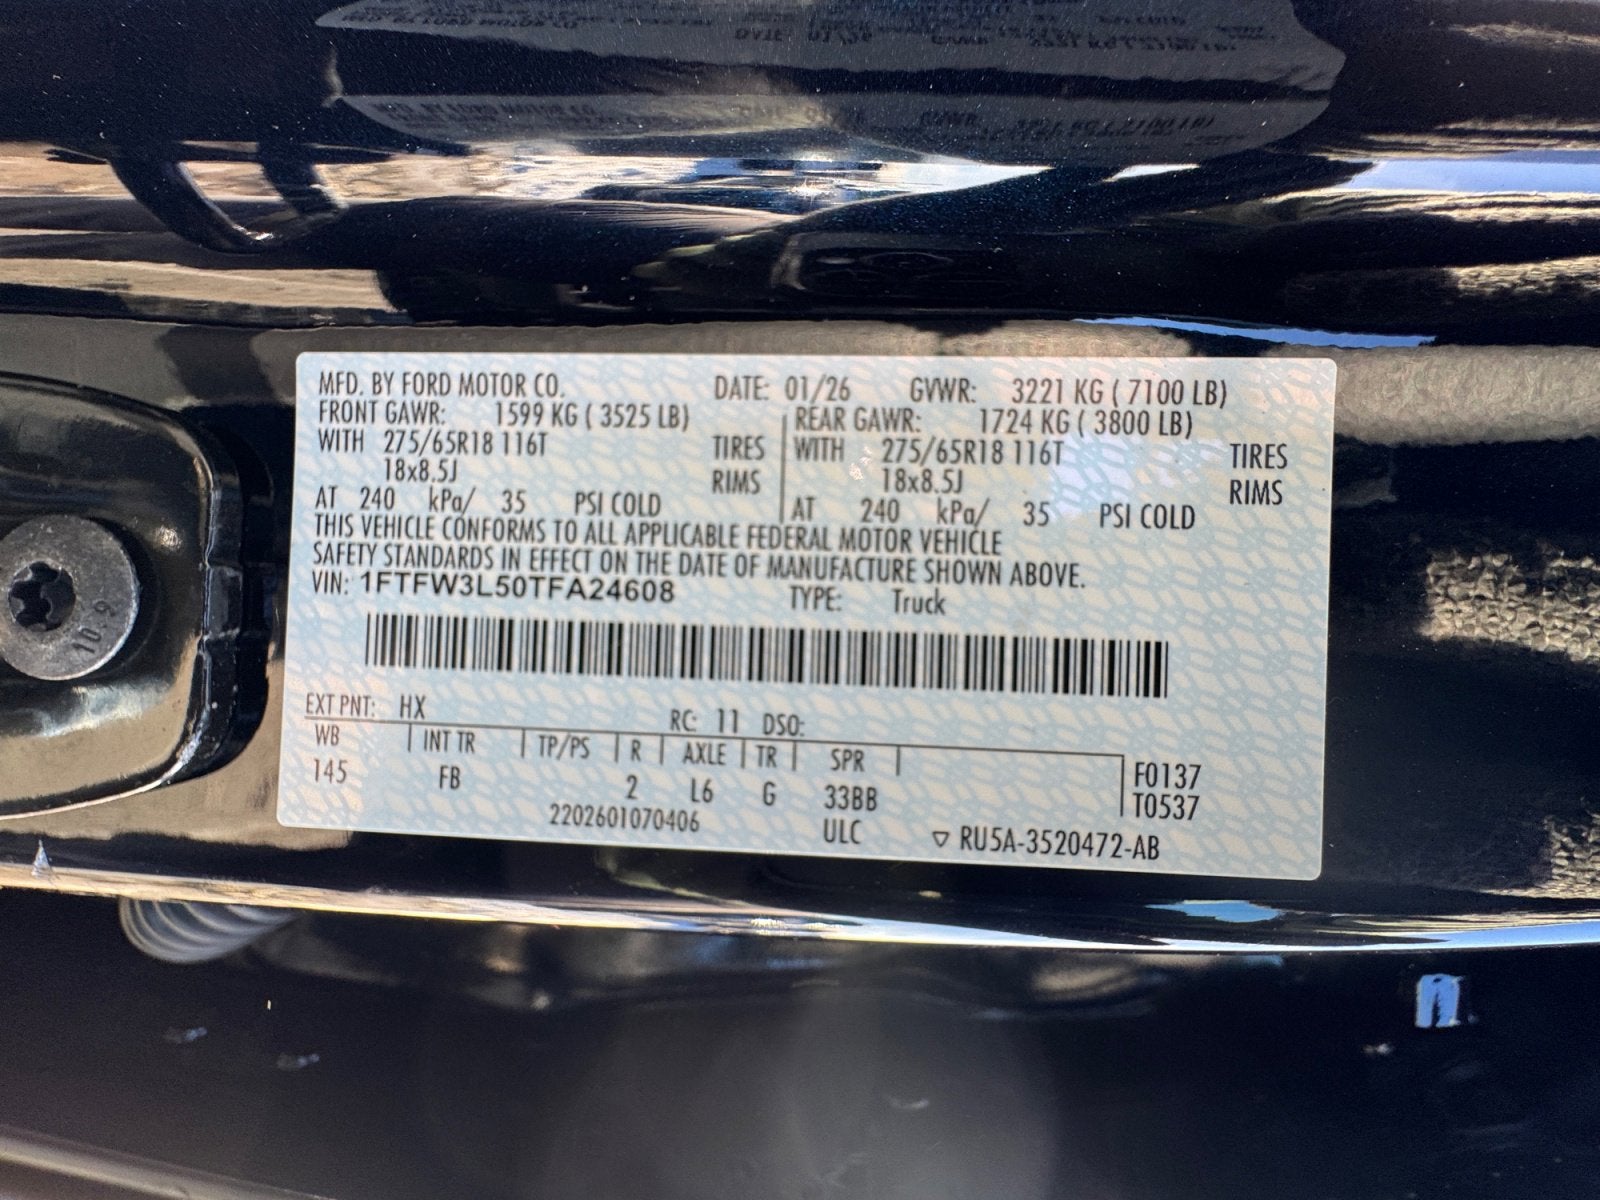 MFD. BY FORD MOTOR CO. DATE: 01/26 GVWR: 3221 KG ( 7100 LB)
FRONT GAWR: 1599 KG ( 3525 LB) REAR GAWR: 1724 KG ( 3800 LB)
WITH 275/65R18 116T TIRES WITH 275/65R18 116T TIRES
18x8.5J RIMS 18x8.5J RIMS
AT 240 kPa/ 35 PSI COLD AT 240 kPa/ 35 PSI COLD
THIS VEHICLE CONFORMS TO ALL APPLICABLE FEDERAL MOTOR VEHICLE
SAFETY STANDARDS IN EFFECT ON THE DATE OF MANUFACTURE SHOWN ABOVE.
VIN: 1FTFW3L50TFA24608 TYPE: Truck
EXT PNT: HX RC: 11 DSO:
WB INT TR TP/PS R AXLE TR SPR
145 FB 2 L6 G 33BB F0137
T0537
2202601070406 ULC ▽ RU5A-3520472-AB
10.9